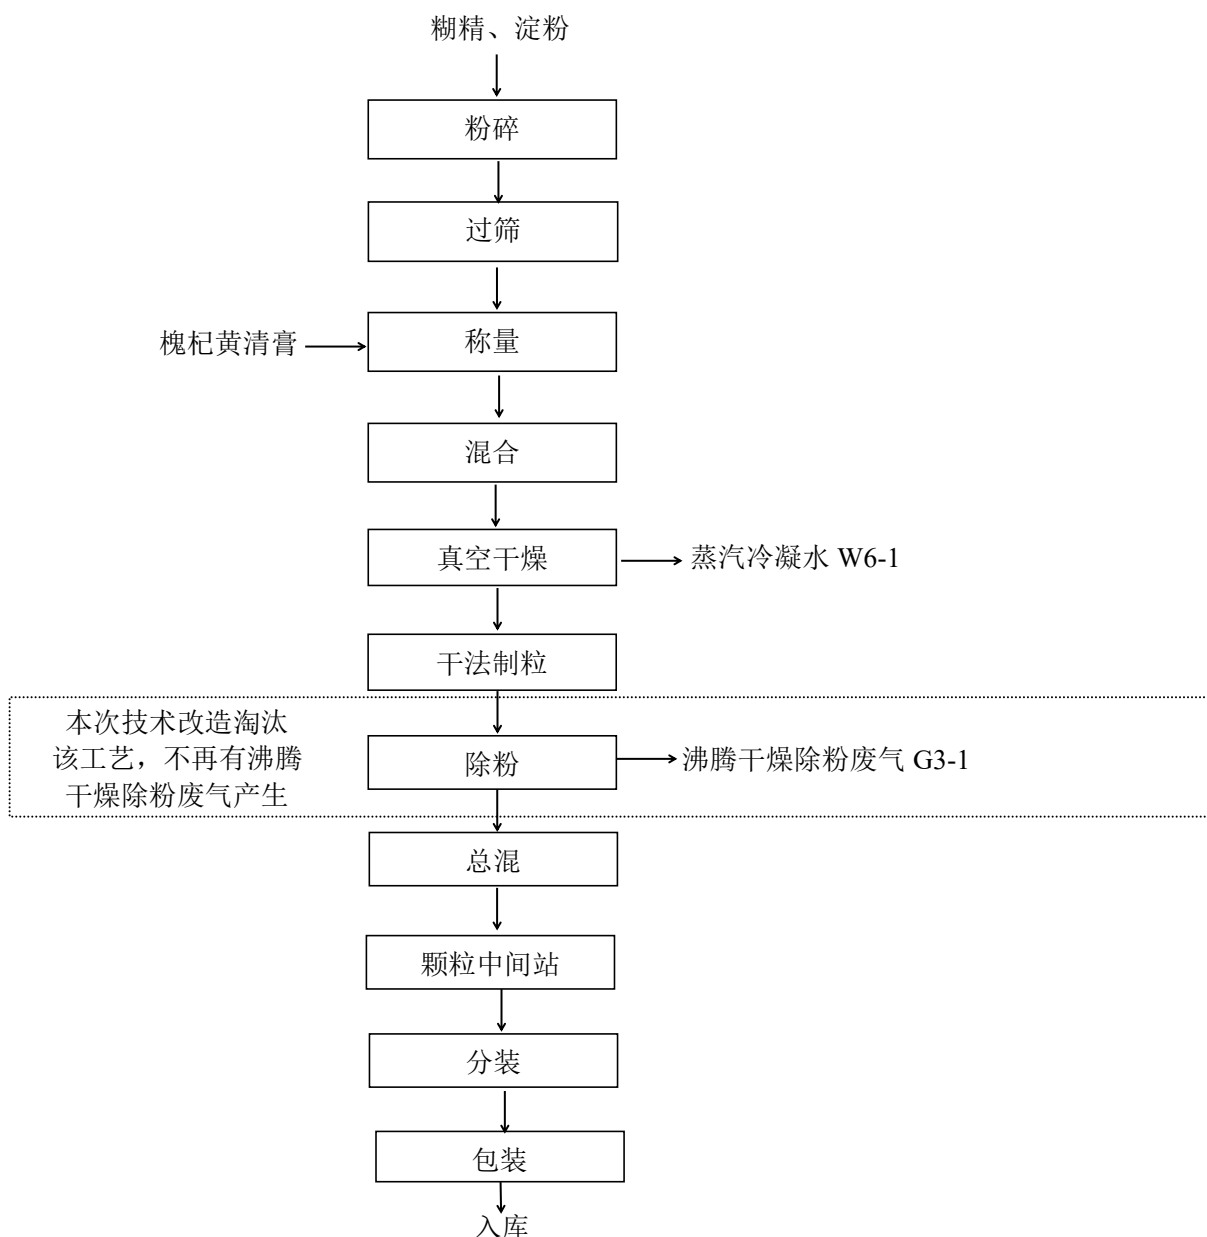 糊精、淀粉
粉碎
过筛
槐杞黄清膏
称量
混合
真空干燥
蒸汽冷凝水 W6-1
干法制粒
本次技术改造淘汰
该工艺，不再有沸腾
干燥除粉废气产生
除粉
沸腾干燥除粉废气 G3-1
总混
颗粒中间站
分装
包装
入库